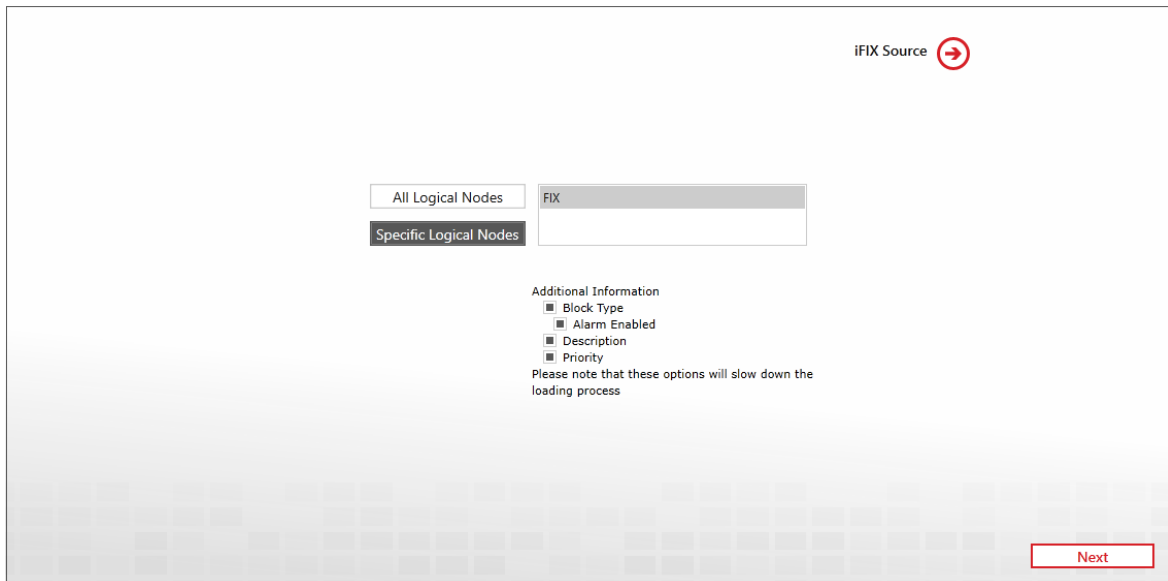 iFIX Source
All Logical Nodes
FIX
Specific Logical Nodes
Additional Information
Block Type
Alarm Enabled
Description
Priority
Please note that these options will slow down the
loading process
Next